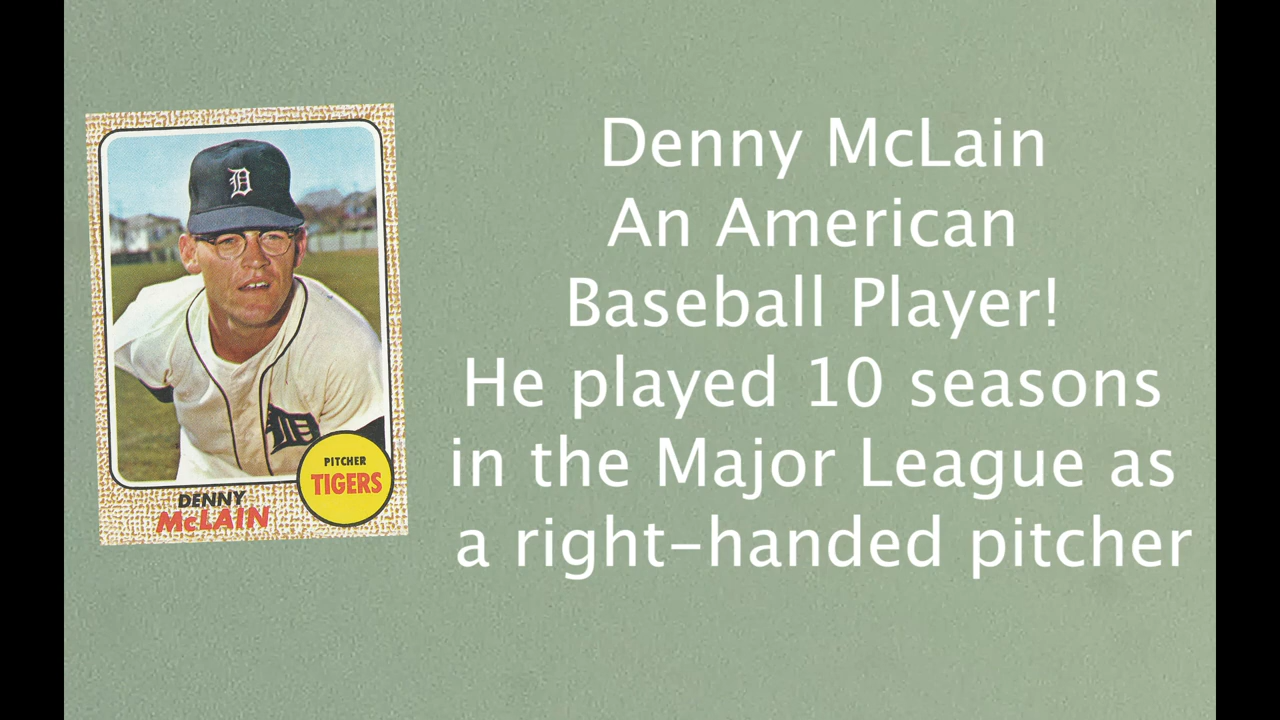 D
PITCHER
TIGERS
DENNY
McLAIN
Denny McLain
An American
Baseball Player!
He played 10 seasons
in the Major League as
a right-handed pitcher